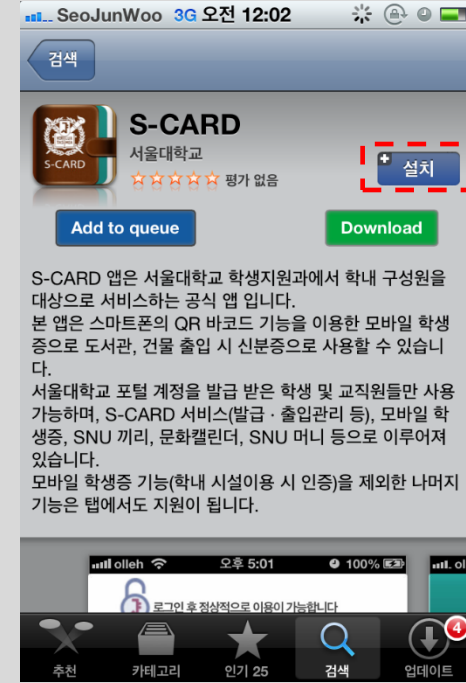 SeoJunWoo 3G 오전 12:02
검색
S-CARD
S-CARD
서울대학교
평가 없음
설치
Add to queue
Download
S-CARD 앱은 서울대학교 학생지원과에서 학내 구성원을
대상으로 서비스하는 공식 앱 입니다.
본 앱은 스마트폰의 QR 바코드 기능을 이용한 모바일 학생
증으로 도서관, 건물 출입 시 신분증으로 사용할 수 있습니
다.
서울대학교 포털 계정을 발급 받은 학생 및 교직원들만 사용
가능하며, S-CARD 서비스(발급 · 출입관리 등), 모바일 학
생증, SNU 끼리, 문화캘린더, SNU 머니 등으로 이루어져
있습니다.
모바일 학생증 기능(학내 시설이용 시 인증)을 제외한 나머지
기능은 탭에서도 지원이 됩니다.
olleh 오후 5:01 100%
로그인 후 정상적으로 이용이 가능합니다
4
추천 카테고리 인기 25 검색 업데이트